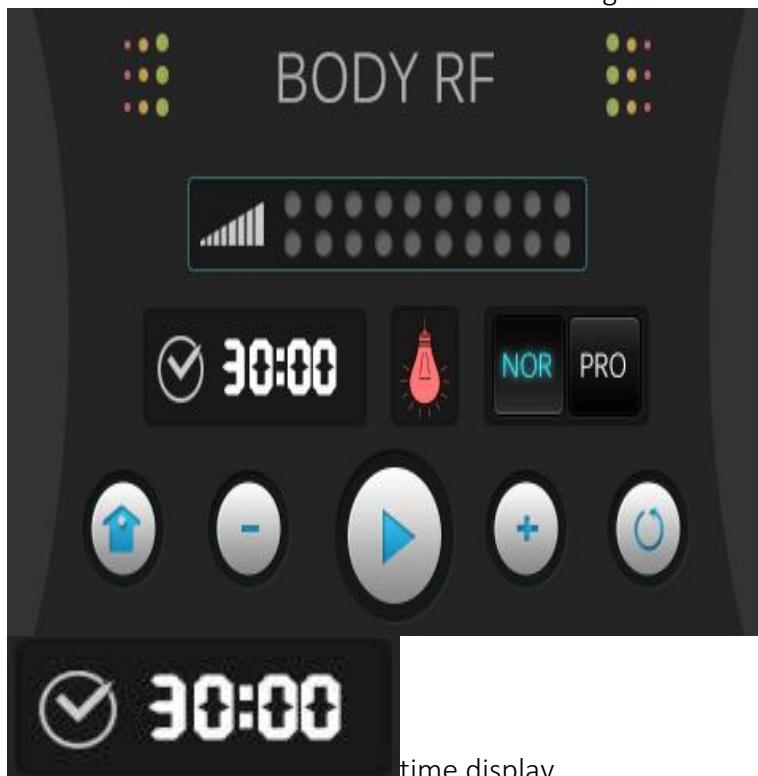 BODY RF
30:00
NOR PRO
- +
30:00
time display